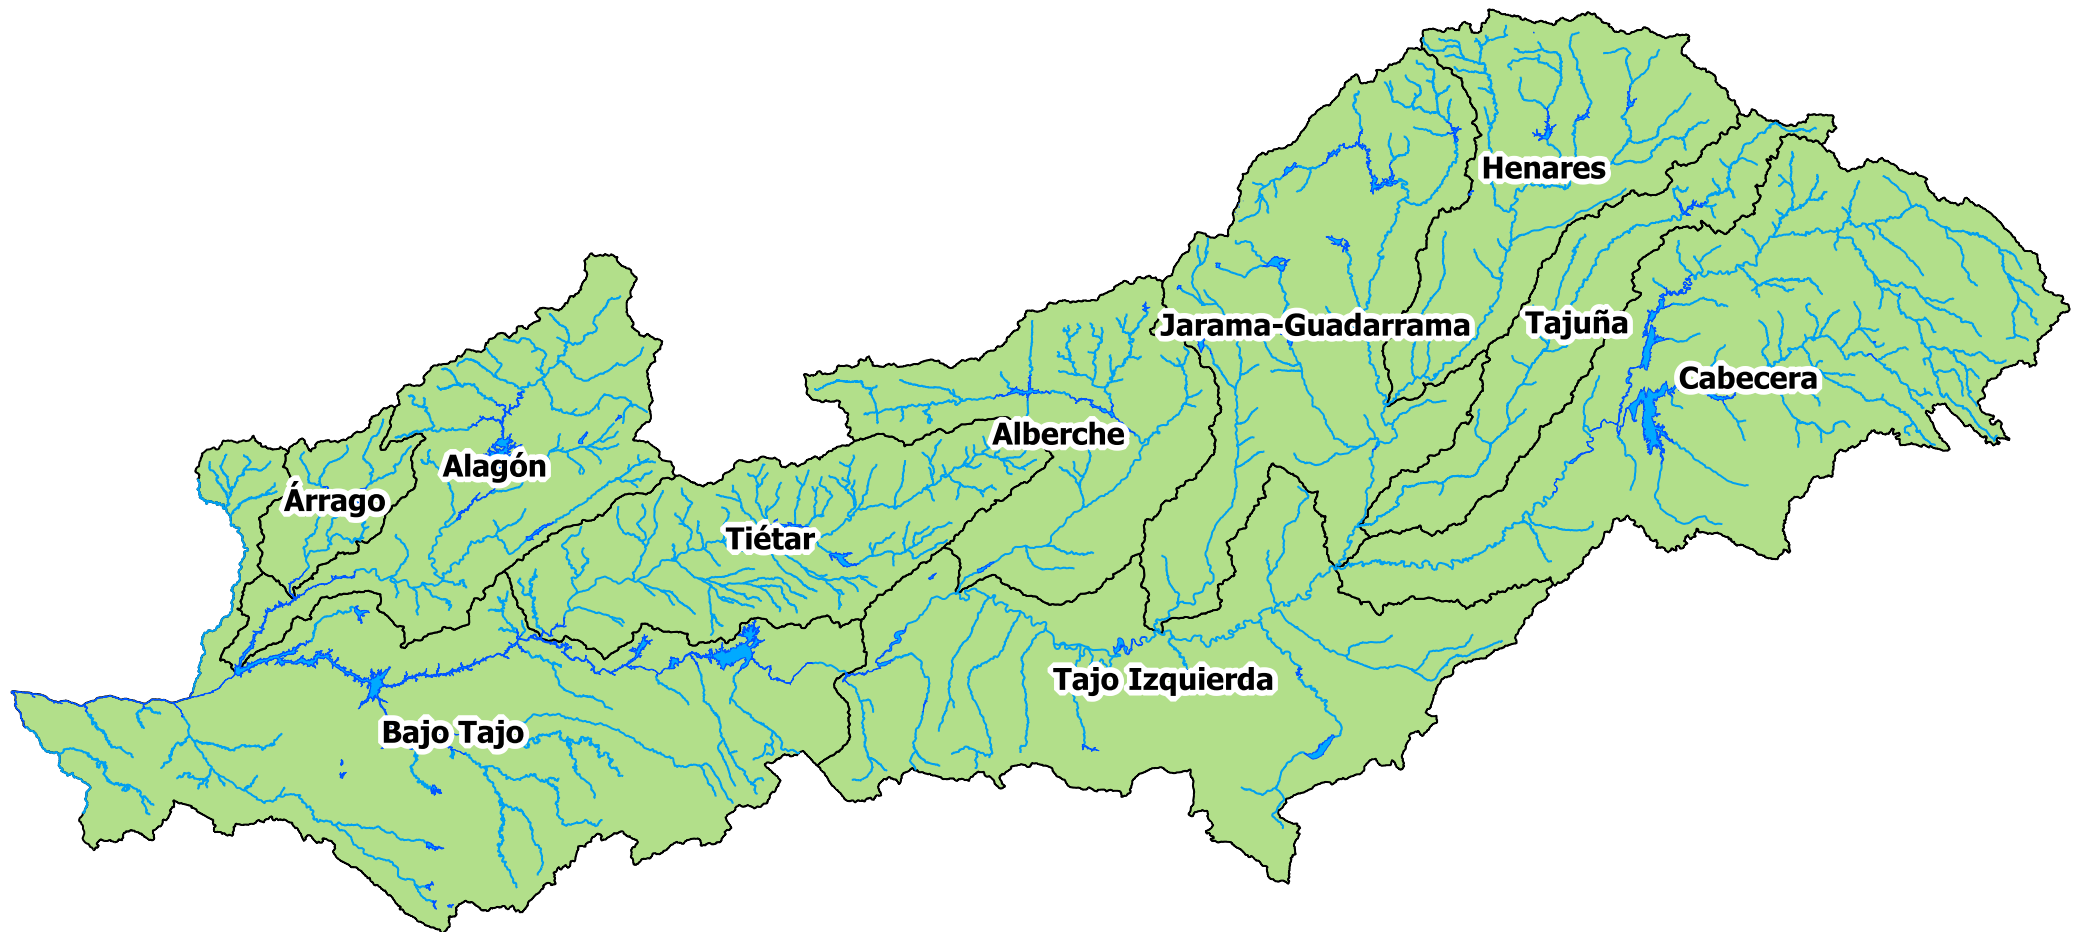 Henares
Jarama-Guadarrama
Tajuña
Cabecera
Alberche
Alagón
Árrago
Tiétar
Tajo Izquierda
Bajo Tajo